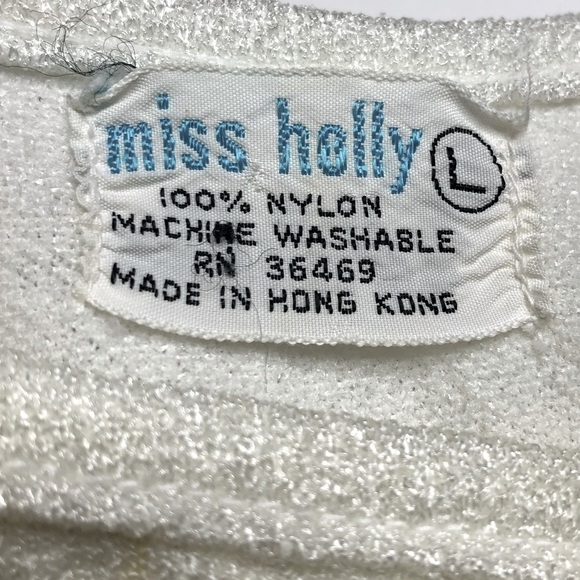 miss holly L
100% NYLON
MACHINE WASHABLE
RN 36469
MADE IN HONG KONG